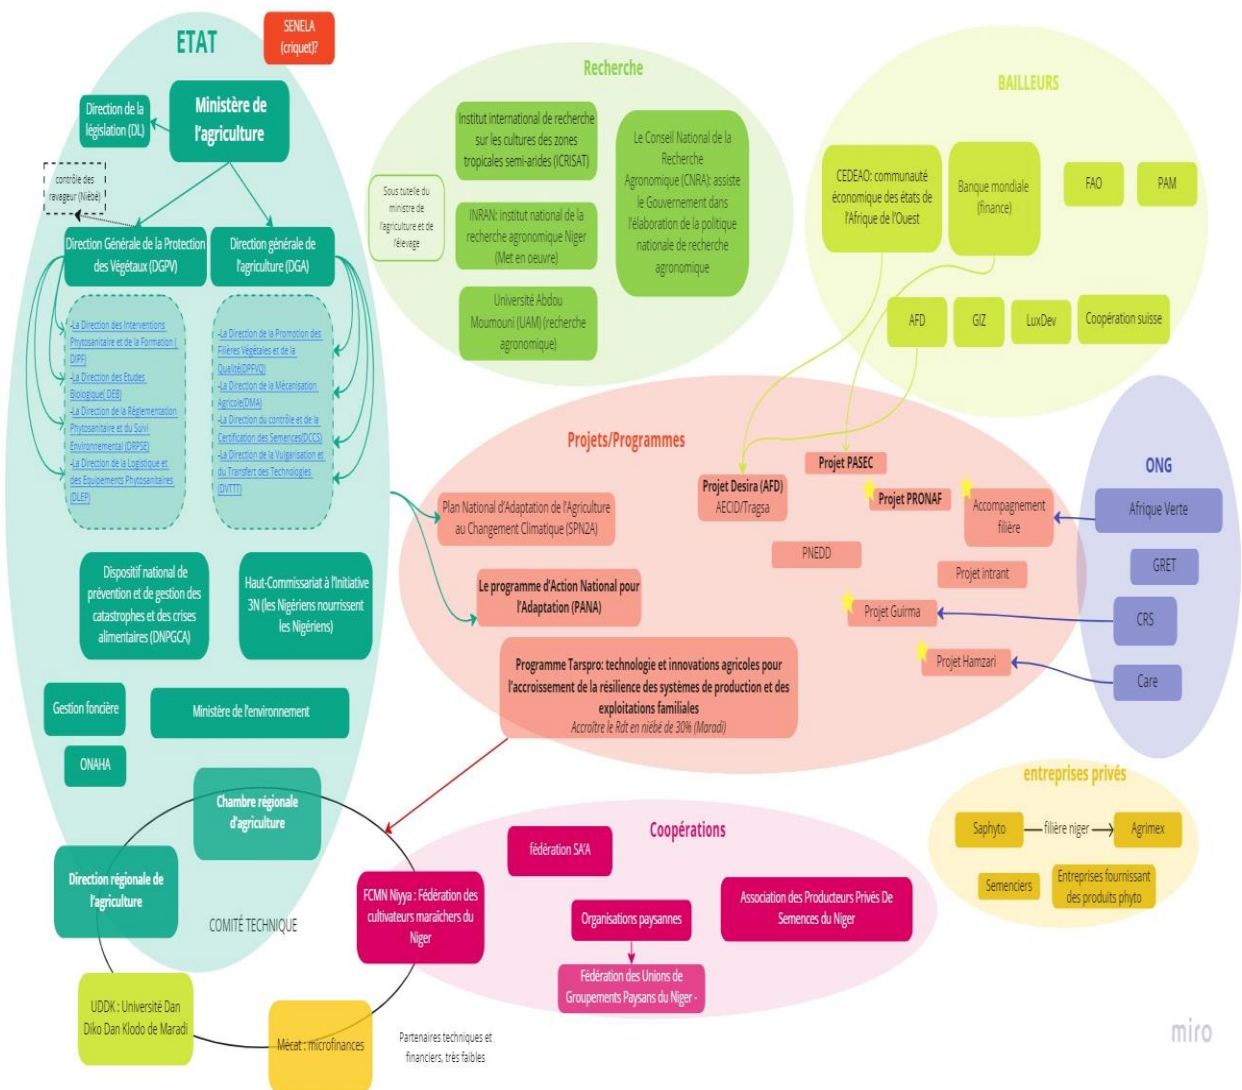 ETAT
SENELA
(criquet)?
Ministère de
l'agriculture
Direction de la
législation (DL)
contrôle des
ravageur (Niébé)
Direction Générale de la Protection
des Végétaux (DGPV)
Direction générale de
l'agriculture (DGA)
-La Direction des Interventions
Phytosanitaire et de la Formation (
DIPF)
-La Direction des Etudes
Biologique( DEB)
-La Direction de la Réglementation
Phytosanitaire et du Suivi
Environnemental (DRPSE)
-La Direction de la Logistique et
des Equipements Phytosanitaires
(DLEP)
-La Direction de la Promotion des
Filières Végétales et de la
Qualité(DPFVQ)
-La Direction de la Mécanisation
Agricole(DMA)
-La Direction du contrôle et de la
Certification des Semences(DCCS)
-La Direction de la Vulgarisation et
du Transfert des Technologies
(DVTTT)
Dispositif national de
prévention et de gestion des
catastrophes et des crises
alimentaires (DNPGCA)
Haut-Commissariat à l'Initiative
3N (les Nigériens nourrissent
les Nigériens)
Gestion foncière
Ministère de l'environnement
ONAHA
Chambre régionale
d'agriculture
Direction régionale de
l'agriculture
COMITÉ TECHNIQUE
UDDK : Université Dan
Diko Dan Klodo de Maradi
Mécat : microfinances
Partenaires techniques et
financiers, très faibles
Recherche
Sous tutelle du
ministre de
l'agriculture et de
l'élevage
Institut international de recherche
sur les cultures des zones
tropicales semi-arides (ICRISAT)
INRAN: institut national de la
recherche agronomique Niger
(Met en oeuvre)
Université Abdou
Moumouni (UAM) (recherche
agronomique)
Le Conseil National de la
Recherche
Agronomique (CNRA): assiste
le Gouvernement dans
l'élaboration de la politique
nationale de recherche
agronomique
BAILLEURS
CEDEAO: communauté
économique des états de
l'Afrique de l'Ouest
Banque mondiale
(finance)
FAO
PAM
AFD
GIZ
LuxDev
Coopération suisse
Projets/Programmes
Plan National d'Adaptation de l'Agriculture
au Changement Climatique (SPN2A)
Le programme d'Action National pour
l'Adaptation (PANA)
Programme Tarspro: technologie et innovations agricoles pour
l'accroissement de la résilience des systèmes de production et des
exploitations familiales
Accroître le Rdt en niébé de 30% (Maradi)
Projet Desira (AFD)
AECID/Tragsa
Projet PASEC
Projet PRONAF
Accompagnement
filière
PNEDD
Projet intrant
Projet Guirma
Projet Hamzari
ONG
Afrique Verte
GRET
CRS
Care
entreprises privés
Saphyto
filière niger
Agrimex
Semenciers
Entreprises fournissant
des produits phyto
Coopérations
fédération SA'A
FCMN Niyya : Fédération des
cultivateurs maraîchers du
Niger
Organisations paysannes
Fédération des Unions de
Groupements Paysans du Niger -
Association des Producteurs Privés De
Semences du Niger
miro